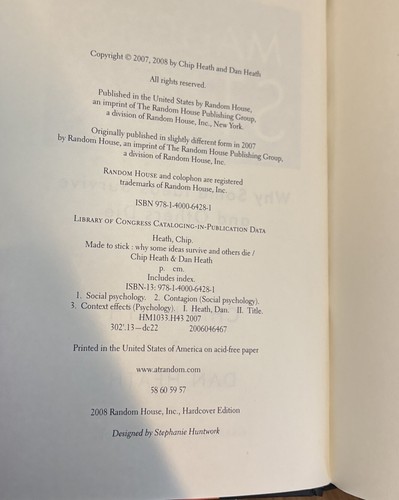 Copyright © 2007, 2008 by Chip Heath and Dan Heath
All rights reserved.
Published in the United States by Random House,
an imprint of The Random House Publishing Group,
a division of Random House, Inc., New York.
Originally published in slightly different form in 2007
by Random House, an imprint of The Random House Publishing Group,
a division of Random House, Inc.
RANDOM HOUSE and colophon are registered
trademarks of Random House, Inc.
ISBN 978-1-4000-6428-1
LIBRARY OF CONGRESS CATALOGING-IN-PUBLICATION DATA
Heath, Chip.
Made to stick : why some ideas survive and others die /
Chip Heath & Dan Heath
p. cm.
Includes index.
ISBN-13: 978-1-4000-6428-1
1. Social psychology. 2. Contagion (Social psychology).
3. Context effects (Psychology). I. Heath, Dan. II. Title.
HM1033.H43 2007
302'.13—dc22 2006046467
Printed in the United States of America on acid-free paper
www.atrandom.com
58 60 59 57
2008 Random House, Inc., Hardcover Edition
Designed by Stephanie Huntwork